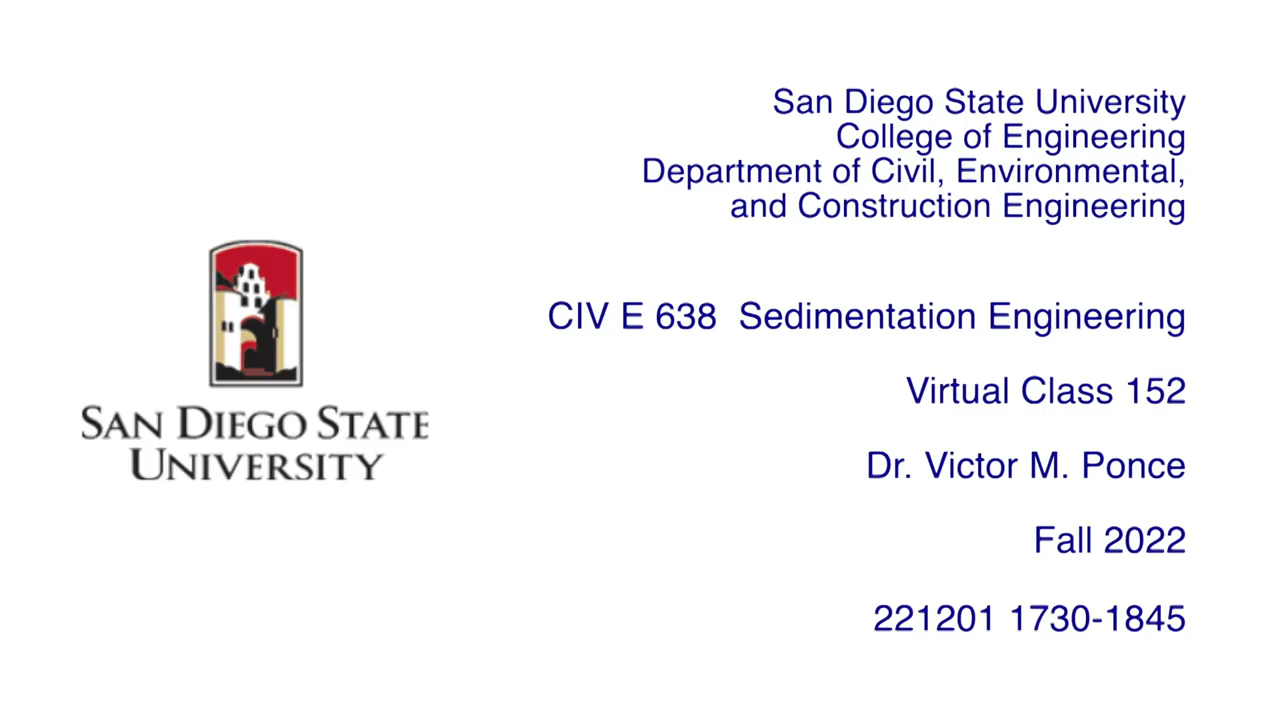 San Diego State University
College of Engineering
Department of Civil, Environmental,
and Construction Engineering
CIV E 638  Sedimentation Engineering
Virtual Class 152
Dr. Victor M. Ponce
Fall 2022
221201 1730-1845
SAN DIEGO STATE
UNIVERSITY